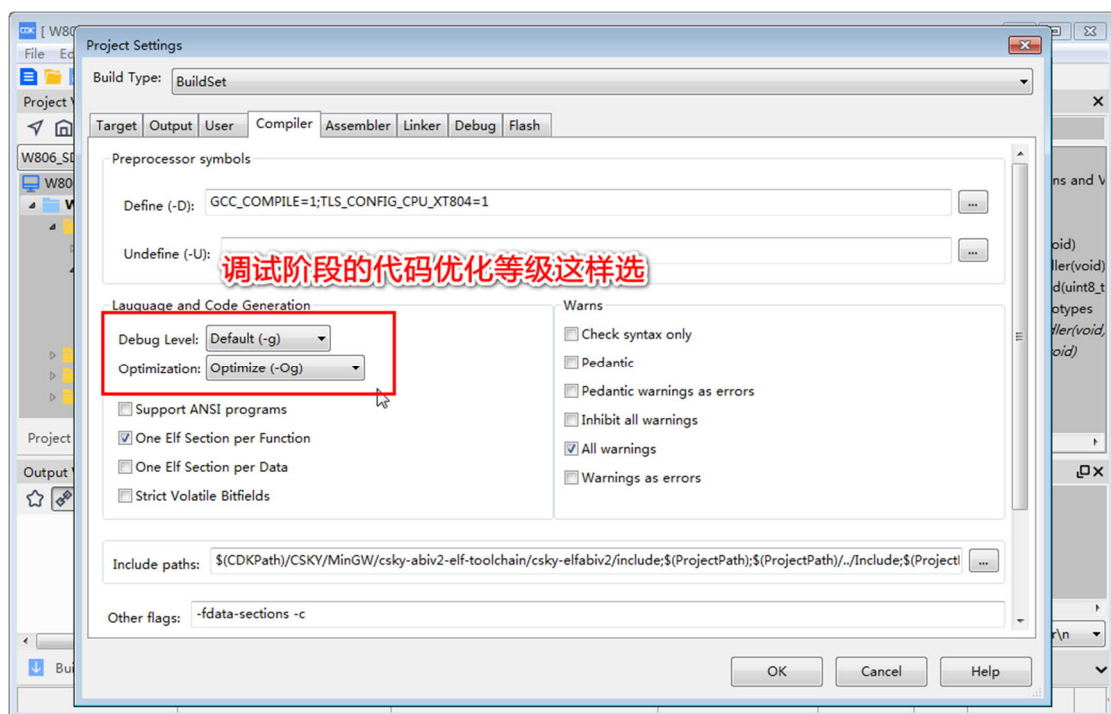 [ W80
File Ed
Project Settings
Build Type: BuildSet
Project
Target Output User Compiler Assembler Linker Debug Flash
W806_SD
W80
W
Preprocessor symbols
Define (-D): GCC_COMPILE=1;TLS_CONFIG_CPU_XT804=1 ...
Undefine (-U): ...
调试阶段的代码优化等级这样选
ns and V
oid)
ller(void)
d(uint8_t
otypes
dler(void,
oid)
Lauguage and Code Generation
Debug Level: Default (-g)
Optimization: Optimize (-Og)
Support ANSI programs
One Elf Section per Function
One Elf Section per Data
Strict Volatile Bitfields
Warns
Check syntax only
Pedantic
Pedantic warnings as errors
Inhibit all warnings
All warnings
Warnings as errors
Project
Output
Include paths: $(CDKPath)/CSKY/MinGW/csky-abiv2-elf-toolchain/csky-elfabiv2/include;$(ProjectPath);$(ProjectPath)/../Include;$(Project ...
Other flags: -fdata-sections -c
r\n
Bui
OK Cancel Help